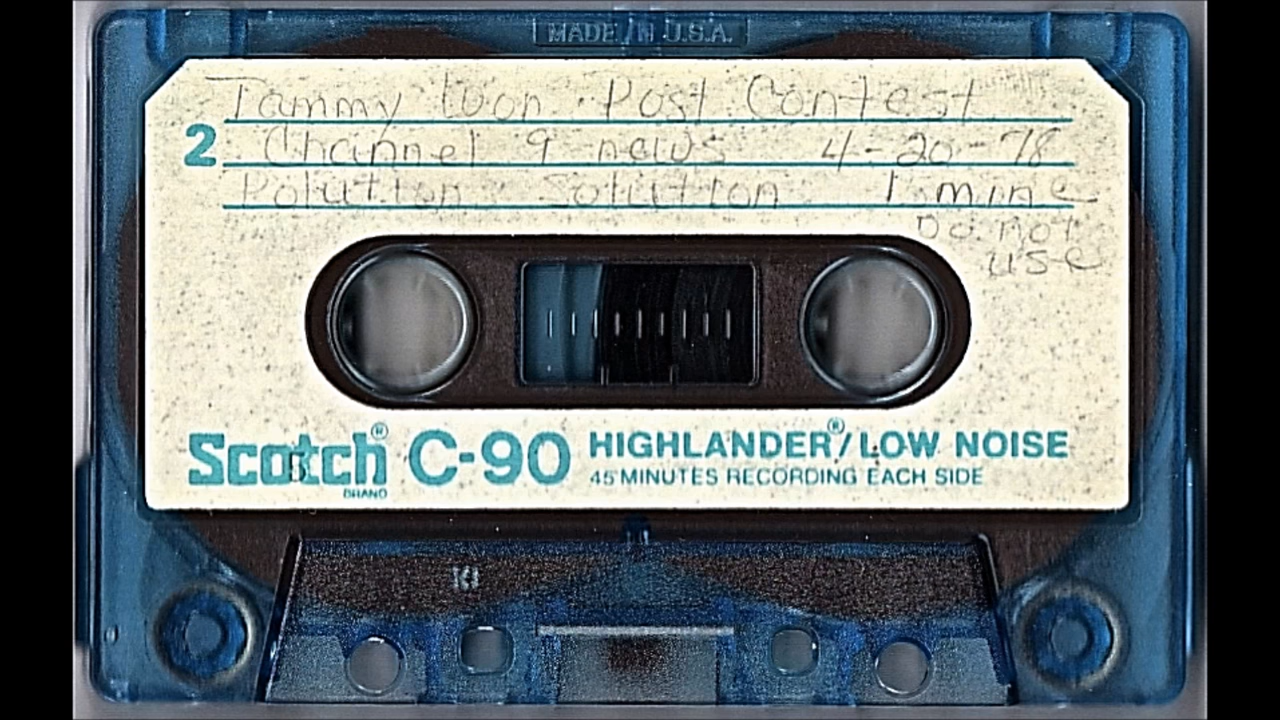 MADE IN U.S.A.
Tammy won Post Contest
2 Channel 9 news 4-20-78
Polution Solution 1 mine
Do not
use
Scotch® C-90 HIGHLANDER®/LOW NOISE
BRAND 45 MINUTES RECORDING EACH SIDE